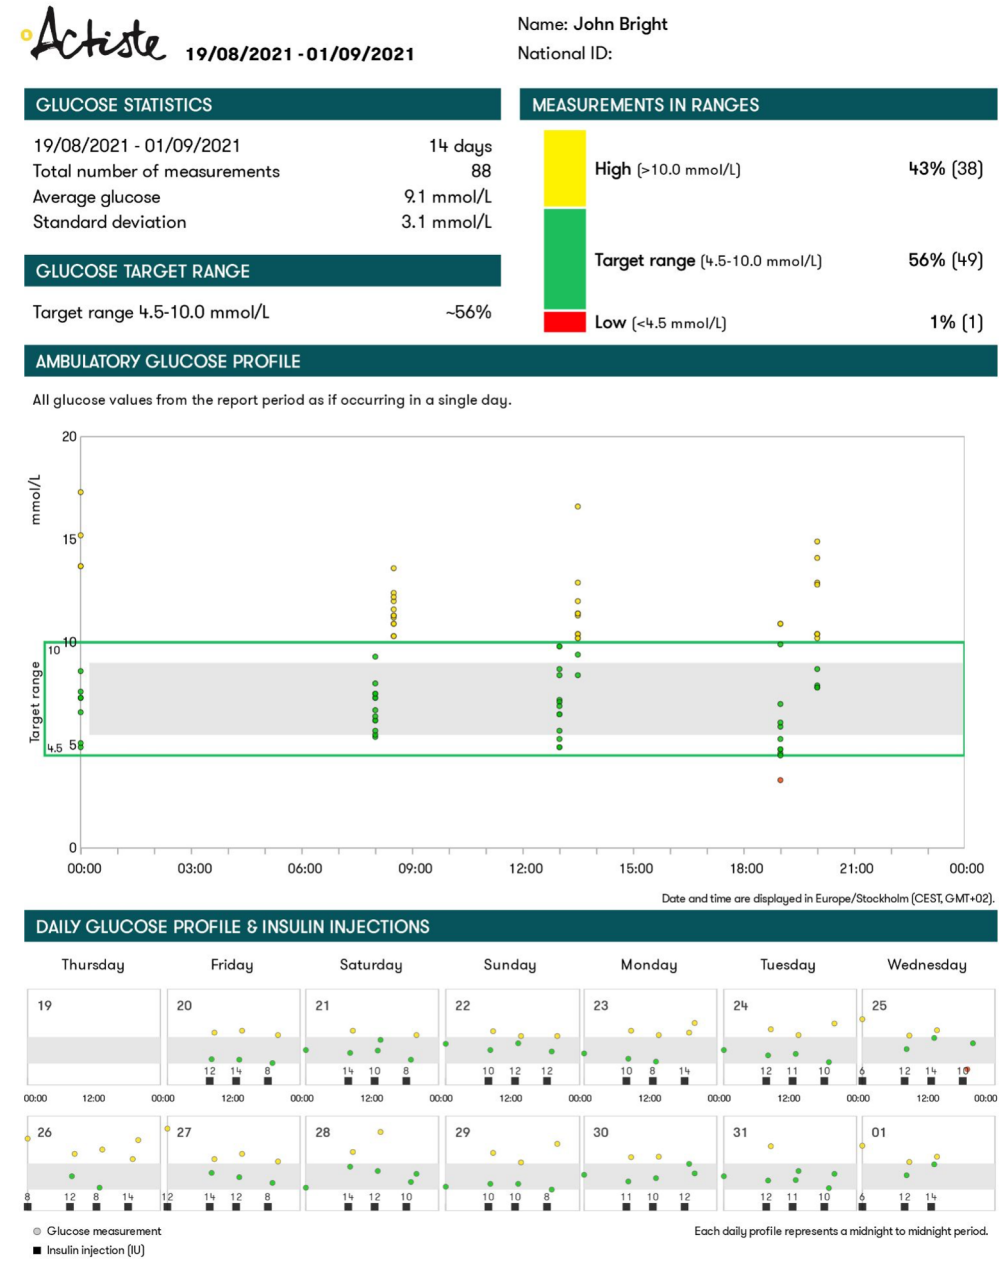 Actiste 19/08/2021 - 01/09/2021
Name: John Bright
National ID:
GLUCOSE STATISTICS
19/08/2021 - 01/09/2021 14 days
Total number of measurements 88
Average glucose 9.1 mmol/L
Standard deviation 3.1 mmol/L
GLUCOSE TARGET RANGE
Target range 4.5-10.0 mmol/L ~56%
MEASUREMENTS IN RANGES
High (>10.0 mmol/L) 43% (38)
Target range (4.5-10.0 mmol/L) 56% (49)
Low (<4.5 mmol/L) 1% (1)
AMBULATORY GLUCOSE PROFILE
All glucose values from the report period as if occurring in a single day.
mmol/L
Target range
20
15
10
10
5
4.5
0
00:00 03:00 06:00 09:00 12:00 15:00 18:00 21:00 00:00
Date and time are displayed in Europe/Stockholm (CEST, GMT+02).
DAILY GLUCOSE PROFILE & INSULIN INJECTIONS
Thursday Friday Saturday Sunday Monday Tuesday Wednesday
19 20 21 22 23 24 25
12 14 8 14 10 8 10 12 12 10 8 14 12 11 10 6 12 14 10
00:00 12:00 00:00 12:00 00:00 12:00 00:00 12:00 00:00 12:00 00:00 12:00 00:00 12:00 00:00
26 27 28 29 30 31 01
8 12 8 14 12 14 12 8 14 12 10 10 10 8 11 10 12 12 11 10 6 12 14
Glucose measurement
Insulin injection (IU)
Each daily profile represents a midnight to midnight period.